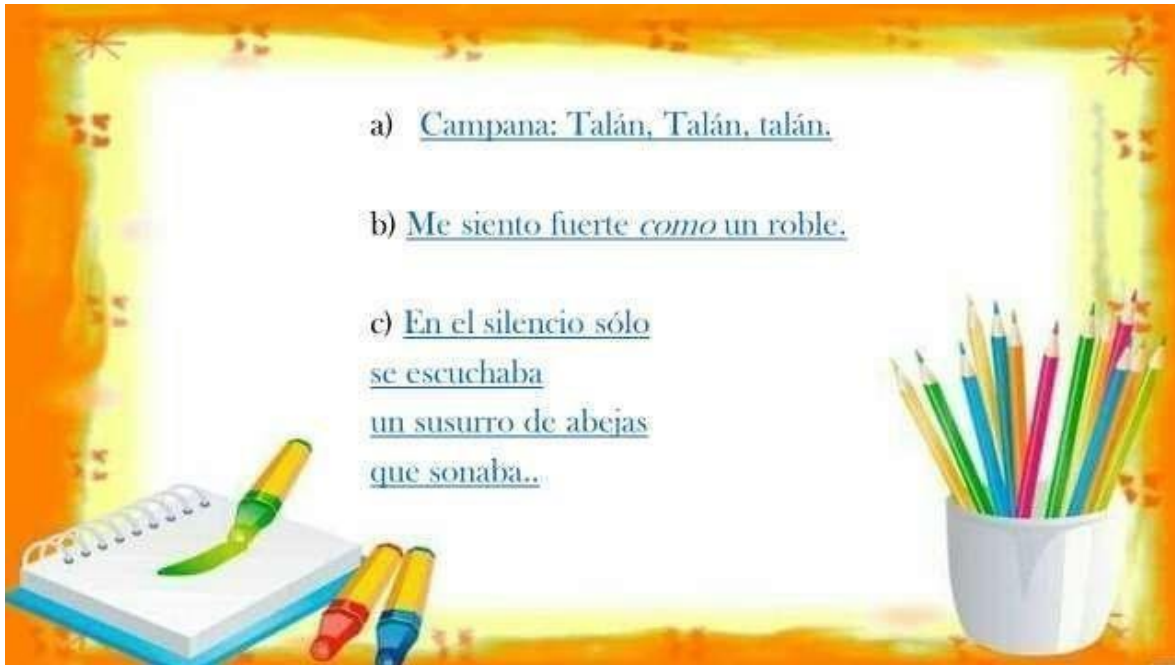 a) Campana: Talán, Talán, talán.
b) Me siento fuerte como un roble.
c) En el silencio sólo
se escuchaba
un susurro de abejas
que sonaba..